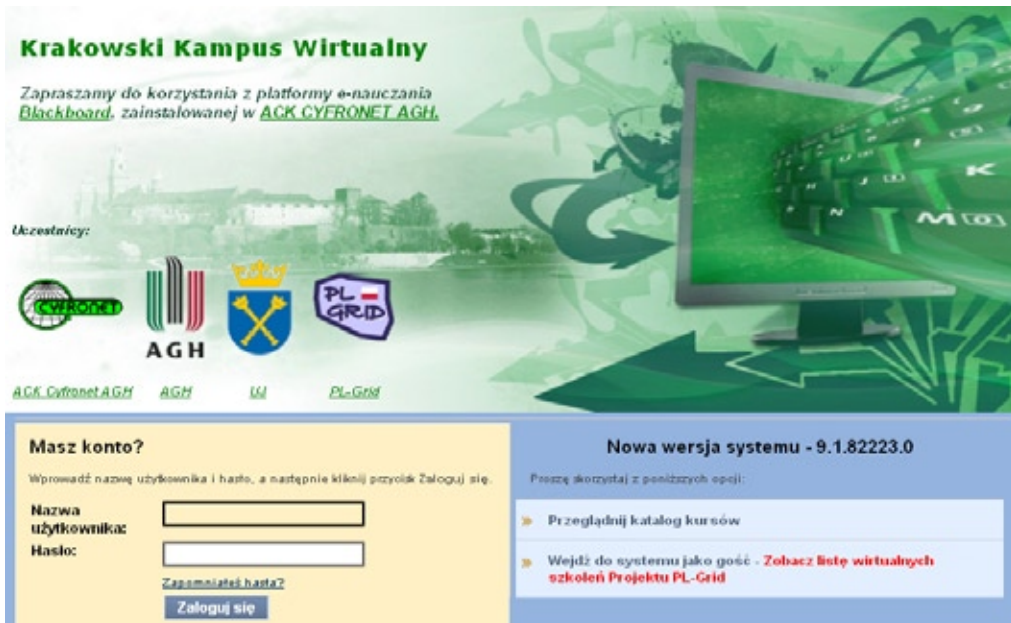 Krakowski Kampus Wirtualny
Zapraszamy do korzystania z platformy e-nauczania
Blackboard, zainstalowanej w ACK CYFRONET AGH.
Uczestnicy:
CYFRONET
AGH
PL-
GRID
M
K
J
N
ACK Cyfronet AGH
AGH
UJ
PL-Grid
Masz konto?
Wprowadź nazwę użytkownika i hasło, a następnie kliknij przycisk Zaloguj się.
Nazwa
użytkownika:
Hasło:
Zapomniałeś hasła?
Zaloguj się
Nowa wersja systemu - 9.1.82223.0
Proszę skorzystaj z poniższych opcji:
Przeglądnij katalog kursów
Wejdź do systemu jako gość - Zobacz listę wirtualnych
szkoleń Projektu PL-Grid